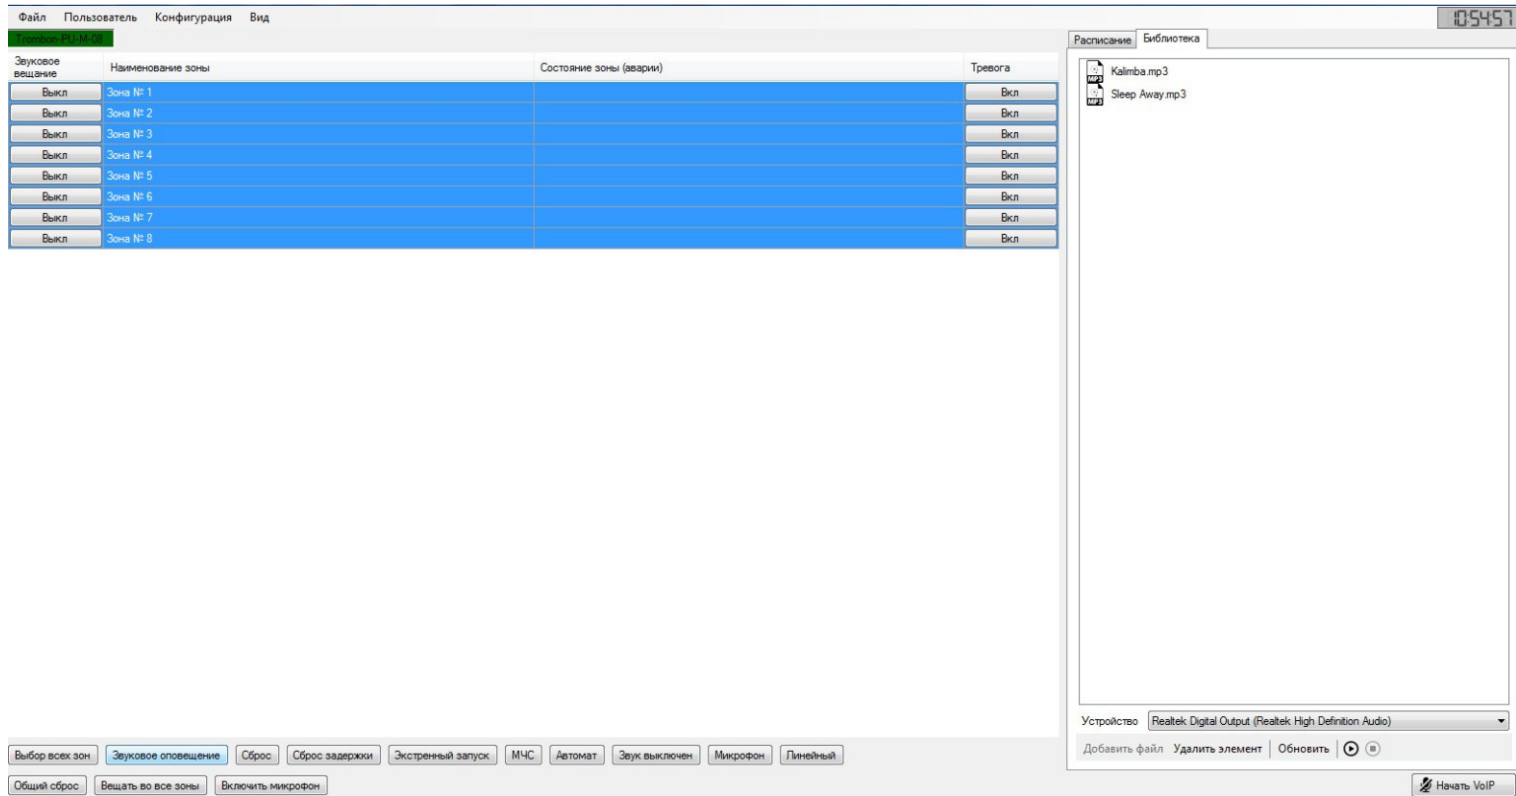 Файл Пользователь Конфигурация Вид
10:54:57
Trombon-PU-M-08
Расписание Библиотека
Звуковое вещание Наименование зоны Состояние зоны (аварии) Тревога
Выкл Зона № 1 Вкл
Выкл Зона № 2 Вкл
Выкл Зона № 3 Вкл
Выкл Зона № 4 Вкл
Выкл Зона № 5 Вкл
Выкл Зона № 6 Вкл
Выкл Зона № 7 Вкл
Выкл Зона № 8 Вкл
MP3 Kalimba.mp3
MP3 Sleep Away.mp3
Устройство Realtek Digital Output (Realtek High Definition Audio)
Добавить файл Удалить элемент Обновить
Выбор всех зон Звуковое оповещение Сброс Сброс задержки Экстренный запуск МЧС Автомат Звук выключен Микрофон Линейный
Общий сброс Вещать во все зоны Включить микрофон
Начать VoIP